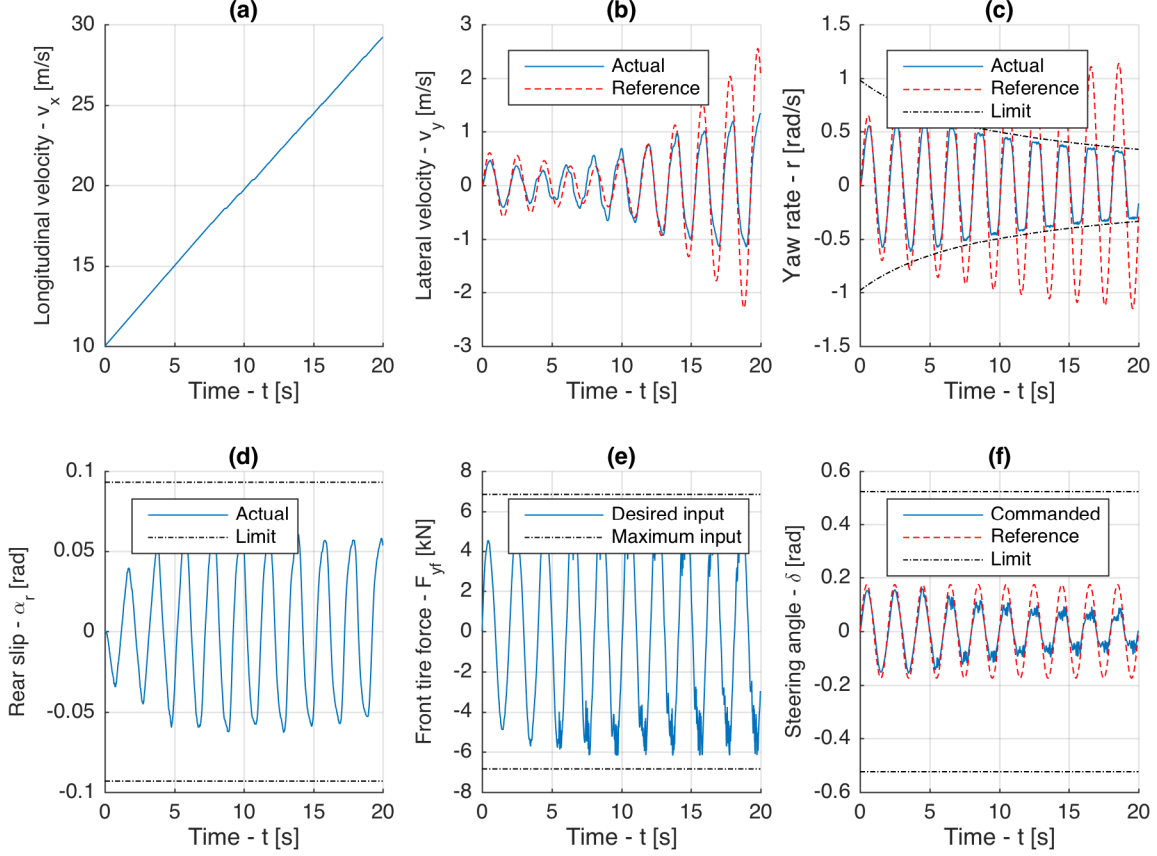 (a)
Longitudinal velocity - v_x [m/s]
30
25
20
15
10
0 5 10 15 20
Time - t [s]
(b)
Lateral velocity - v_y [m/s]
3
2
1
0
-1
-2
-3
Actual
Reference
0 5 10 15 20
Time - t [s]
(c)
Yaw rate - r [rad/s]
1.5
1
0.5
0
-0.5
-1
-1.5
Actual
Reference
Limit
0 5 10 15 20
Time - t [s]
(d)
Rear slip - α_r [rad]
0.1
0.05
0
-0.05
-0.1
Actual
Limit
0 5 10 15 20
Time - t [s]
(e)
Front tire force - F_yf [kN]
8
6
4
2
0
-2
-4
-6
-8
Desired input
Maximum input
0 5 10 15 20
Time - t [s]
(f)
Steering angle - δ [rad]
0.6
0.4
0.2
0
-0.2
-0.4
-0.6
Commanded
Reference
Limit
0 5 10 15 20
Time - t [s]